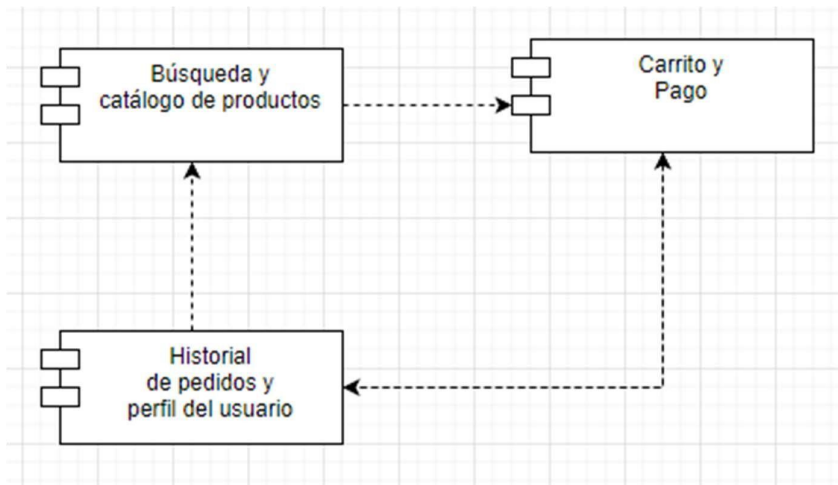 Búsqueda y
catálogo de productos
Carrito y
Pago
Historial
de pedidos y
perfil del usuario